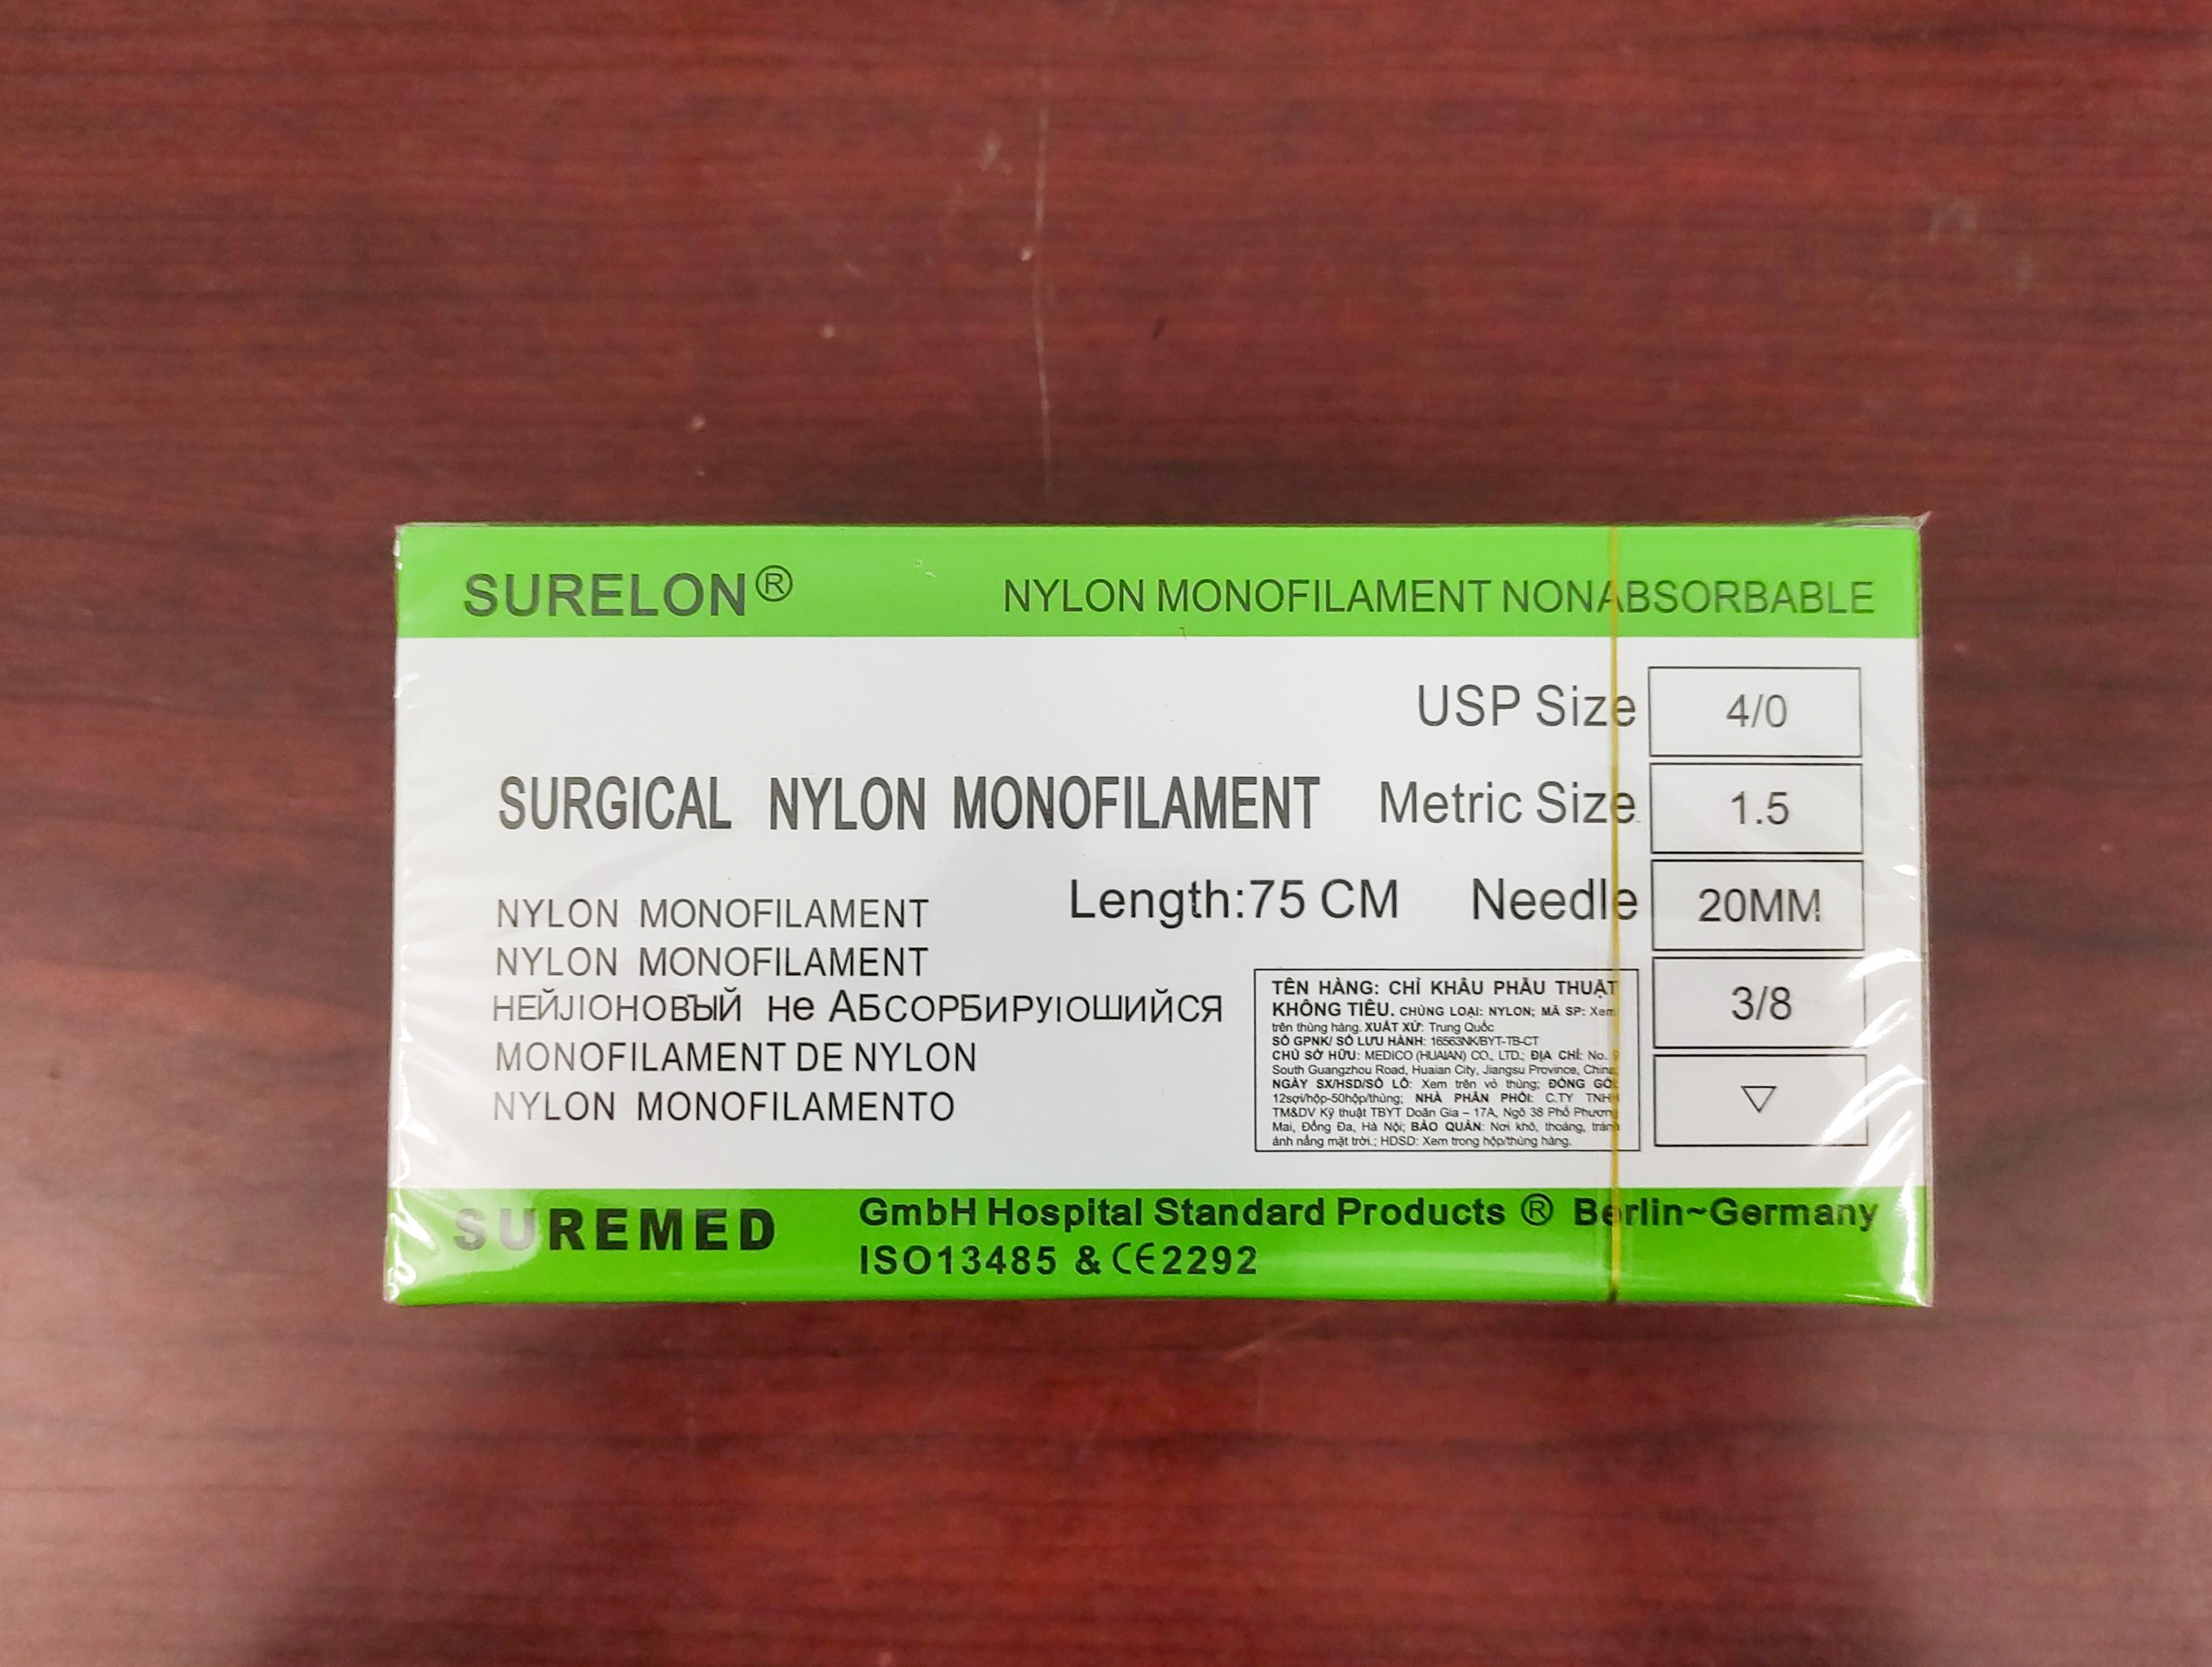 SURELON®
NYLON MONOFILAMENT NONABSORBABLE
USP Size 4/0
SURGICAL NYLON MONOFILAMENT
Metric Size 1.5
Length:75 CM Needle 20MM
3/8
NYLON MONOFILAMENT
NYLON MONOFILAMENT
НЕЙЛОНОВЪЫЙ не АБСОРБИРУЮШИЙСЯ
MONOFILAMENT DE NYLON
NYLON MONOFILAMENTO
TÊN HÀNG: CHỈ KHÂU PHẪU THUẬT
KHÔNG TIÊU. CHỦNG LOẠI: NYLON; MÃ SP: Xem
trên thùng hàng. XUẤT XỨ: Trung Quốc
SỐ GPNK/ SỐ LƯU HÀNH: 16563NK/BYT-TB-CT
CHỦ SỞ HỮU: MEDICO (HUAIAN) CO., LTD.; ĐỊA CHỈ: No. 9
South Guangzhou Road, Huaian City, Jiangsu Province, China
NGÀY SX/HSD/SỐ LÔ: Xem trên vỏ thùng; ĐÓNG GÓI:
12sợi/hộp-50hộp/thùng; NHÀ PHÂN PHỐI: C.TY TNHH
TM&DV Kỹ thuật TBYT Doãn Gia – 17A, Ngõ 38 Phố Phương
Mai, Đống Đa, Hà Nội; BẢO QUẢN: Nơi khô, thoáng, tránh
ánh nắng mặt trời.; HDSD: Xem trong hộp/thùng hàng.
SUREMED
GmbH Hospital Standard Products ® Berlin~Germany
ISO13485 & CE2292